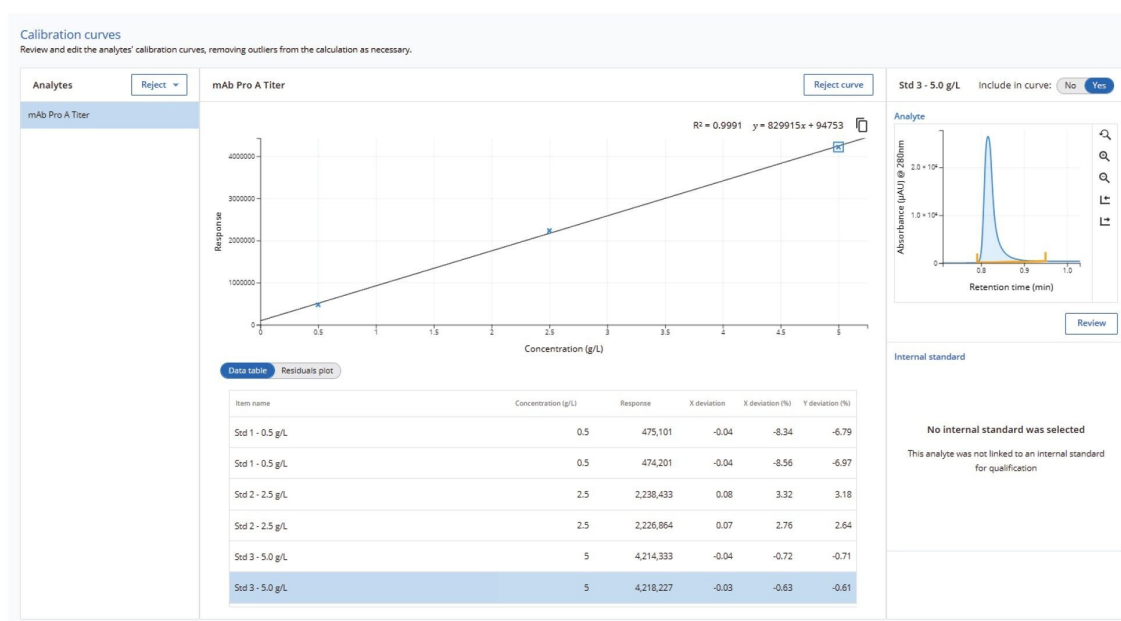 Calibration curves
Review and edit the analytes' calibration curves, removing outliers from the calculation as necessary.
Analytes
Reject
mAb Pro A Titer
mAb Pro A Titer
Reject curve
R² = 0.9991 y = 829915x + 94753
Response
4000000
3000000
2000000
1000000
0
0 0.5 1 1.5 2 2.5 3 3.5 4 4.5 5
Concentration (g/L)
Data table Residuals plot
Item name Concentration (g/L) Response X deviation X deviation (%) Y deviation (%)
Std 1 - 0.5 g/L 0.5 475,101 -0.04 -8.34 -6.79
Std 1 - 0.5 g/L 0.5 474,201 -0.04 -8.56 -6.97
Std 2 - 2.5 g/L 2.5 2,238,433 0.08 3.32 3.18
Std 2 - 2.5 g/L 2.5 2,226,864 0.07 2.76 2.64
Std 3 - 5.0 g/L 5 4,214,333 -0.04 -0.72 -0.71
Std 3 - 5.0 g/L 5 4,218,227 -0.03 -0.63 -0.61
Std 3 - 5.0 g/L Include in curve: No Yes
Analyte
Absorbance (µAU) @ 280nm
0
0.8 0.9 1.0
Retention time (min)
Review
Internal standard
No internal standard was selected
This analyte was not linked to an internal standard
for qualification